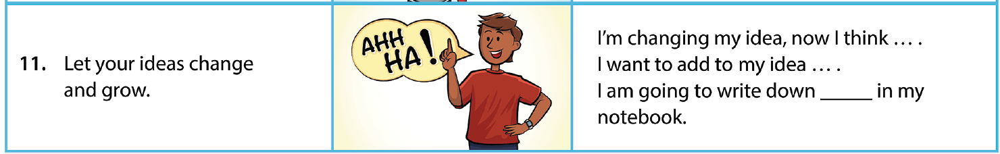 11. Let your ideas change
and grow.
AHH
HA!
I'm changing my idea, now I think ... .
I want to add to my idea ... .
I am going to write down _____ in my
notebook.